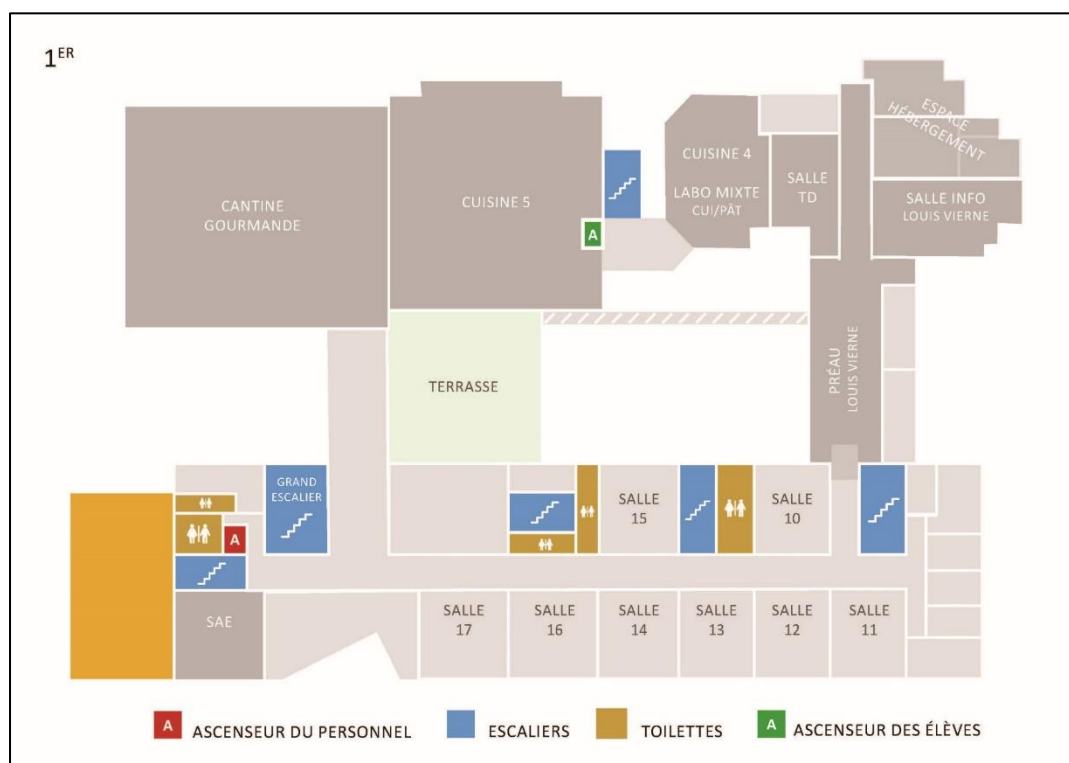 1ER
CANTINE
GOURMANDE
CUISINE 5
A
CUISINE 4
LABO MIXTE
CUI/PÂT
SALLE
TD
ESPACE
HÉBERGEMENT
SALLE INFO
LOUIS VIERNE
PRÉAU
LOUIS VIERNE
TERRASSE
GRAND
ESCALIER
A
SALLE
15
SALLE
10
SAE
SALLE
17
SALLE
16
SALLE
14
SALLE
13
SALLE
12
SALLE
11
A ASCENSEUR DU PERSONNEL
ESCALIERS
TOILETTES
A ASCENSEUR DES ÉLÈVES